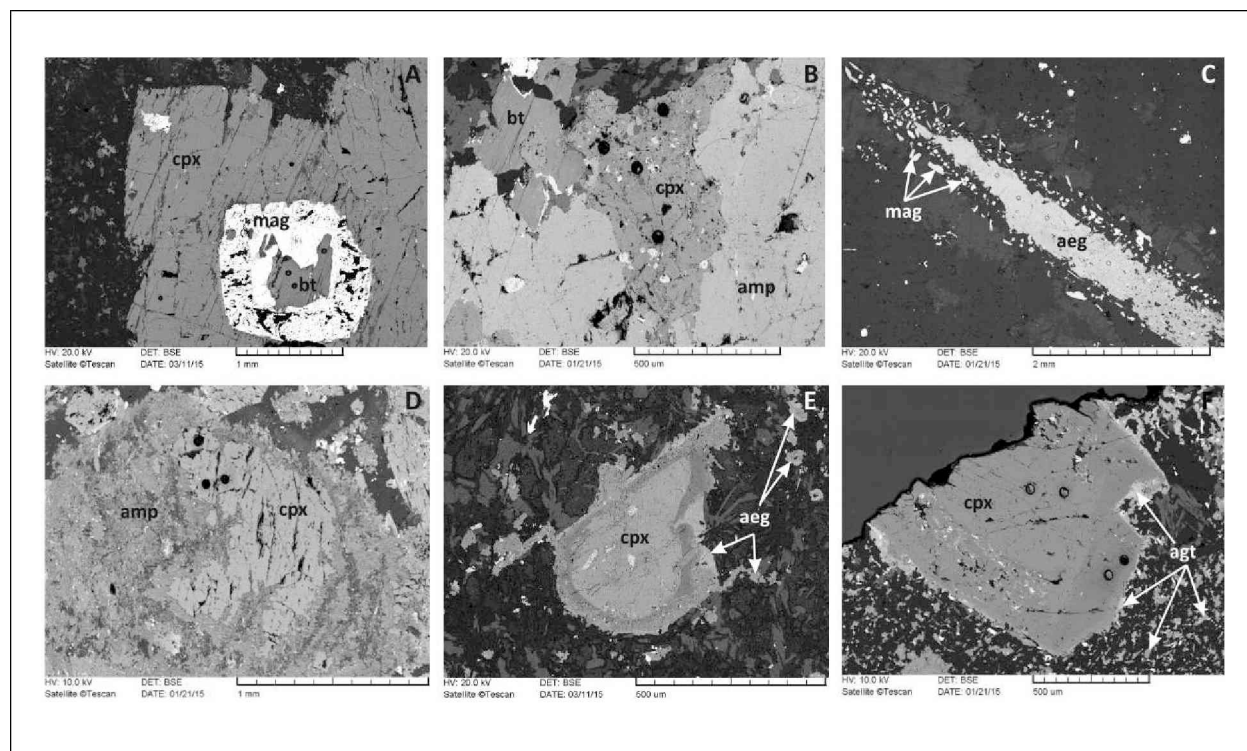 A
cpx
mag
bt
HV: 20.0 kV DET: BSE
Satellite ©Tescan DATE: 03/11/15 1 mm
B
bt
cpx
amp
HV: 20.0 kV DET: BSE
Satellite ©Tescan DATE: 01/21/15 500 um
C
mag
aeg
HV: 20.0 kV DET: BSE
Satellite ©Tescan DATE: 01/21/15 2 mm
D
amp
cpx
HV: 10.0 kV DET: BSE
Satellite ©Tescan DATE: 01/21/15 1 mm
E
aeg
cpx
HV: 20.0 kV DET: BSE
Satellite ©Tescan DATE: 03/11/15 500 um
F
cpx
agt
HV: 10.0 kV DET: BSE
Satellite ©Tescan DATE: 01/21/15 500 um